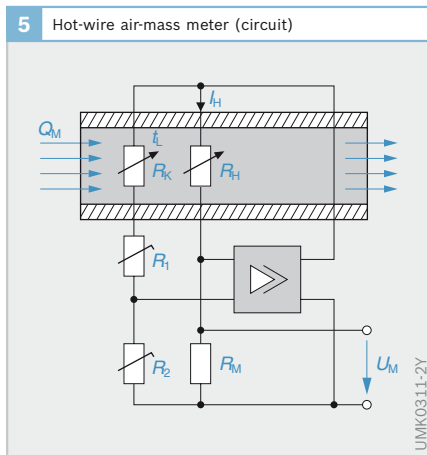 5 Hot-wire air-mass meter (circuit)
I_H
Q_M
t_L
R_K
R_H
R_1
R_2
R_M
U_M
UMK0311-2Y